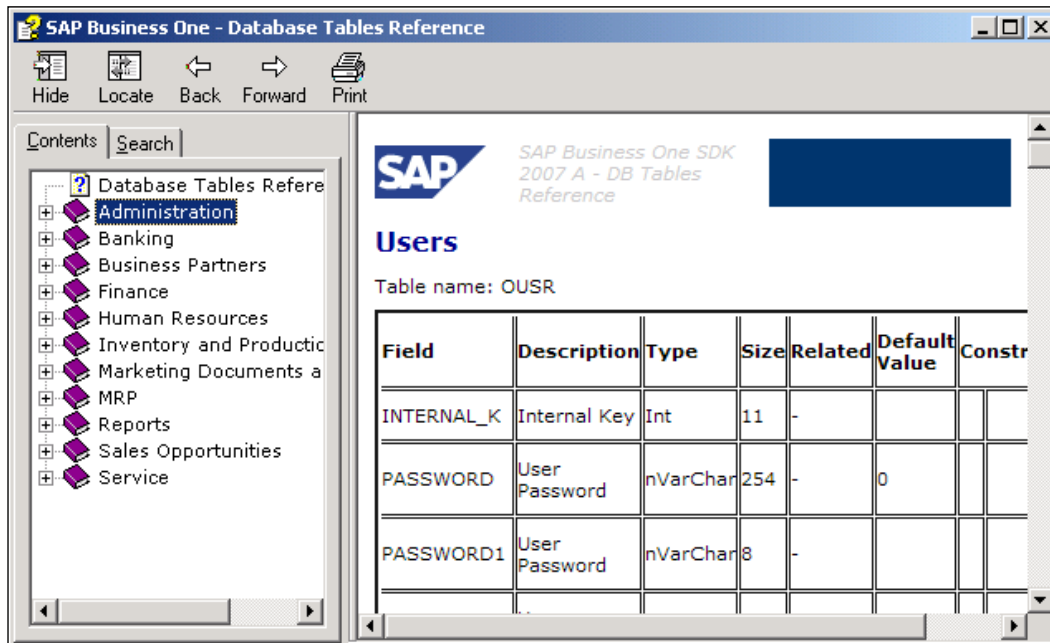 SAP Business One - Database Tables Reference
Hide Locate Back Forward Print
Contents Search
Database Tables Refere
Administration
Banking
Business Partners
Finance
Human Resources
Inventory and Productic
Marketing Documents a
MRP
Reports
Sales Opportunities
Service
SAP
SAP Business One SDK
2007 A - DB Tables
Reference
Users
Table name: OUSR
Field Description Type Size Related Default Value Constr
INTERNAL_K Internal Key Int 11 -
PASSWORD User Password nVarChar 254 - 0
PASSWORD1 User Password nVarChar 8 -